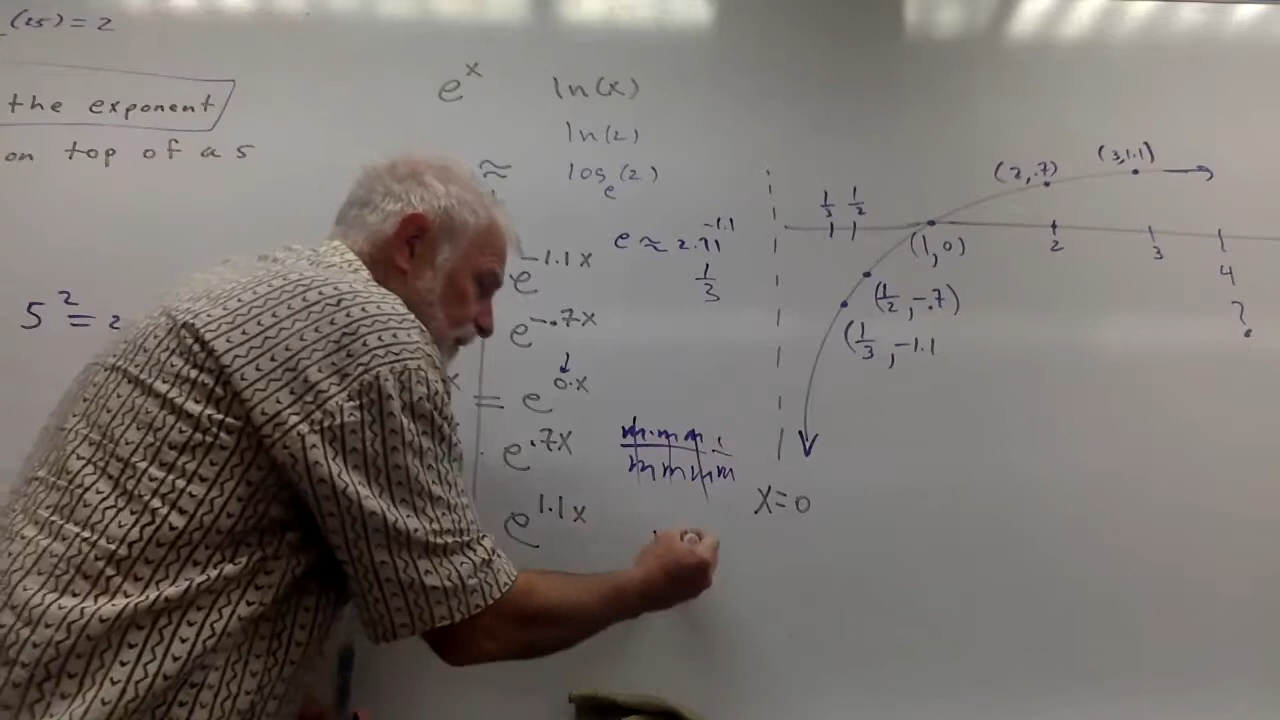 (25) = 2
the exponent
on top of a 5
5² = 2
e^x ln(x)
ln(2)
≈ log_e(2)
e^-1.1x e ≈ 2.71^-1.1
1/3
e^-.7x
↓
x = e^0·x
e^.7x
e^1.1x
1/3 1/2
(2, .7) (3, 1.1)
(1, 0) 2 3 4
(1/2, -.7) ?
(1/3, -1.1
x = 0